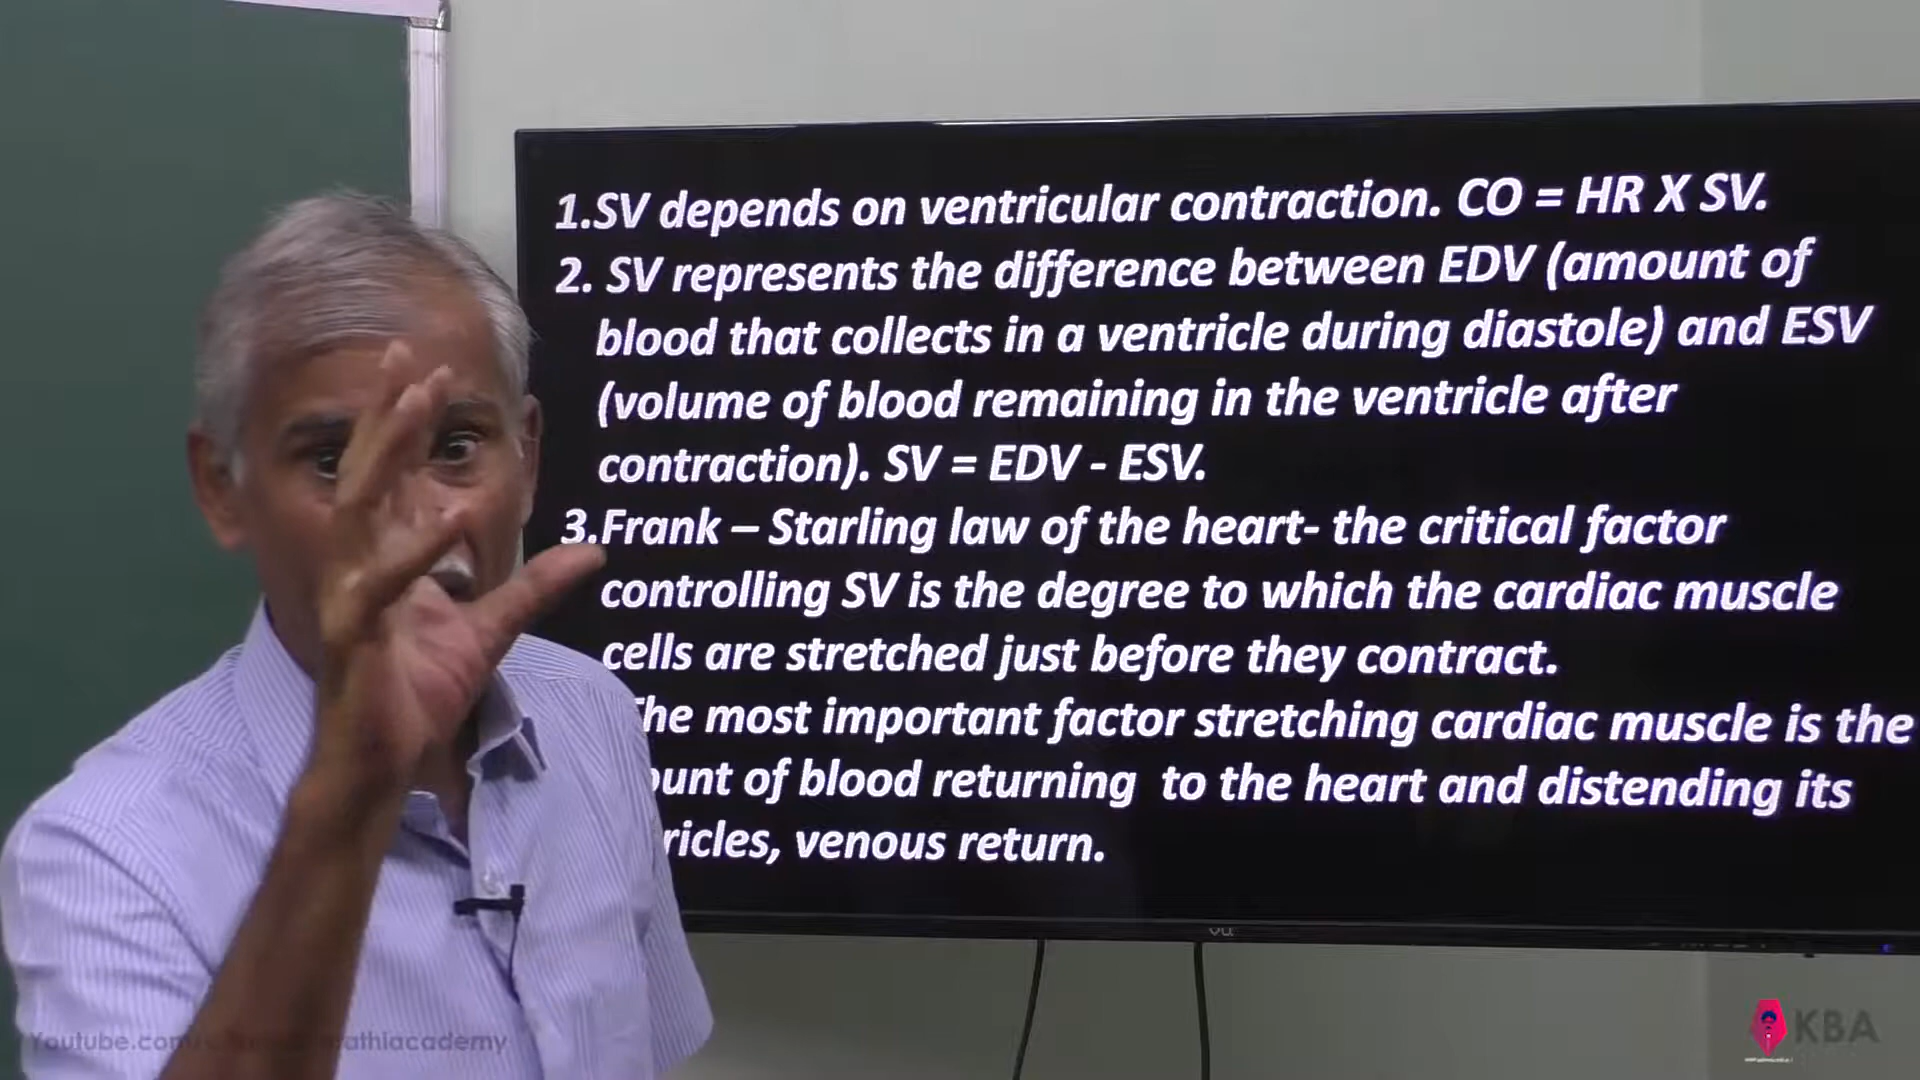 1.SV depends on ventricular contraction. CO = HR X SV.
2. SV represents the difference between EDV (amount of
blood that collects in a ventricle during diastole) and ESV
(volume of blood remaining in the ventricle after
contraction). SV = EDV - ESV.
3.Frank – Starling law of the heart- the critical factor
controlling SV is the degree to which the cardiac muscle
cells are stretched just before they contract.
The most important factor stretching cardiac muscle is the
ount of blood returning to the heart and distending its
ricles, venous return.
vu
KBA